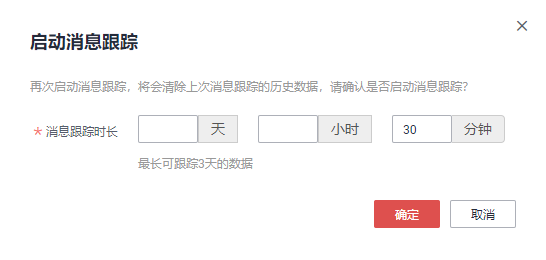 启动消息跟踪
再次启动消息跟踪，将会清除上次消息跟踪的历史数据，请确认是否启动消息跟踪？
* 消息跟踪时长 天 小时 30 分钟
最长可跟踪3天的数据
确定 取消